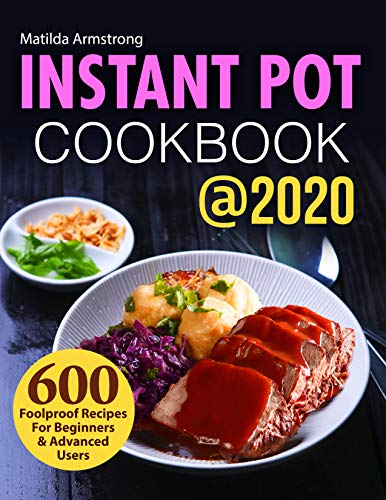 Matilda Armstrong
INSTANT POT
COOKBOOK
@2020
600
Foolproof Recipes
For Beginners
& Advanced
Users